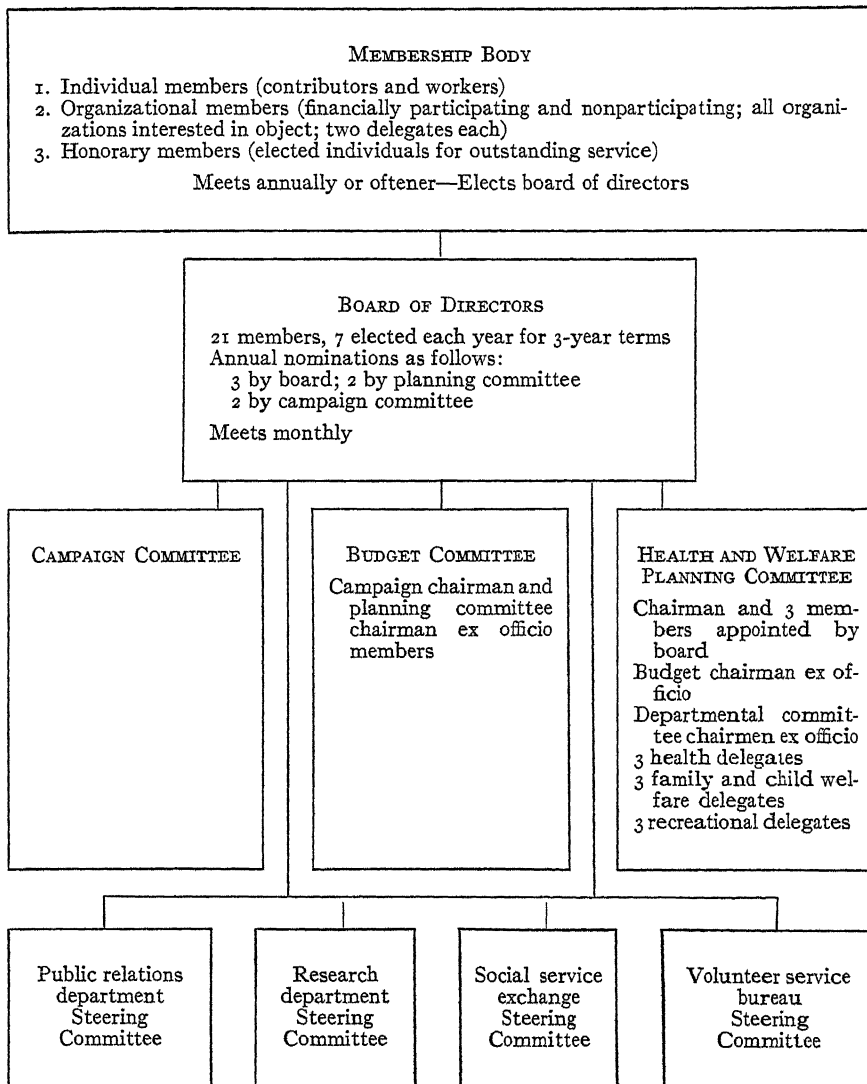 MEMBERSHIP BODY
1. Individual members (contributors and workers)
2. Organizational members (financially participating and nonparticipating; all organi-
zations interested in object; two delegates each)
3. Honorary members (elected individuals for outstanding service)
Meets annually or oftener—Elects board of directors
BOARD OF DIRECTORS
21 members, 7 elected each year for 3-year terms
Annual nominations as follows:
3 by board; 2 by planning committee
2 by campaign committee
Meets monthly
CAMPAIGN COMMITTEE
BUDGET COMMITTEE
Campaign chairman and
planning committee
chairman ex officio
members
HEALTH AND WELFARE
PLANNING COMMITTEE
Chairman and 3 mem-
bers appointed by
board
Budget chairman ex of-
ficio
Departmental commit-
tee chairmen ex officio
3 health delegates
3 family and child wel-
fare delegates
3 recreational delegates
Public relations
department
Steering
Committee
Research
department
Steering
Committee
Social service
exchange
Steering
Committee
Volunteer service
bureau
Steering
Committee